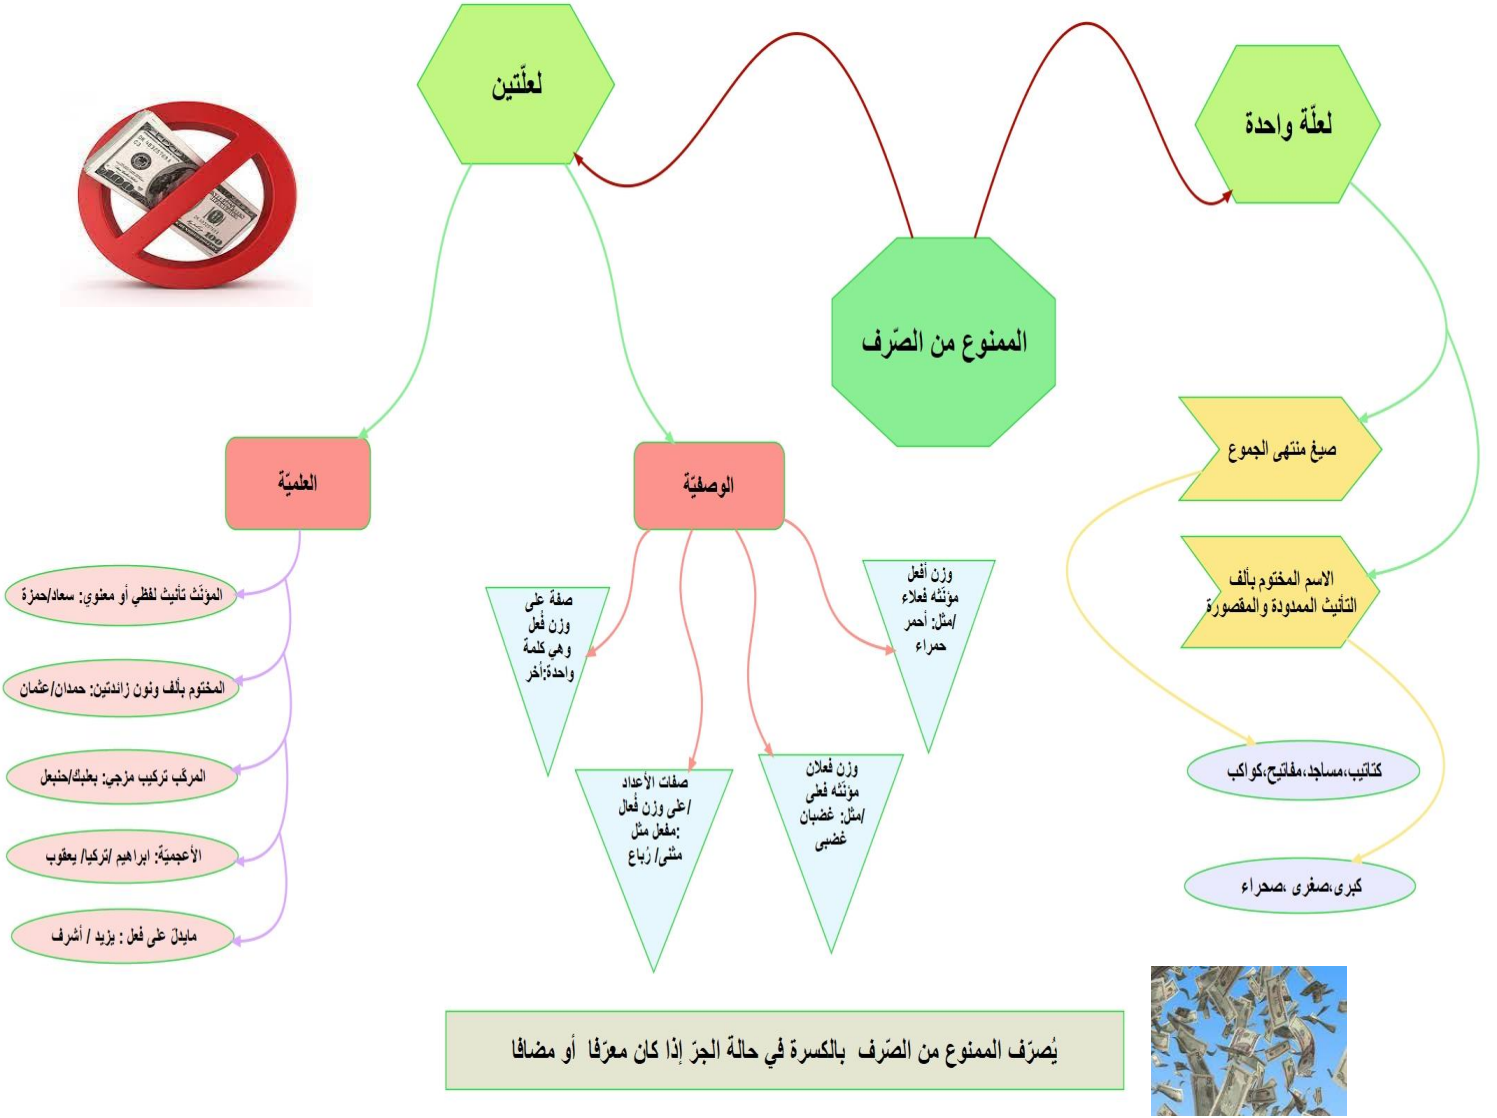 الممنوع من الصّرف
لعلّة واحدة
صيغ منتهى الجموع
الاسم المختوم بألف
التأنيث الممدودة والمقصورة
كتاتيب،مساجد،مفاتيح،كواكب
كبرى،صغرى ،صحراء
لعلّتين
الوصفيّة
وزن أفعل
مؤنّثه فعلاء
/مثل: أحمر
حمراء
وزن فعلان
مؤنّثه فعلى
/مثل: غضبان
غضبى
صفات الأعداد
/على وزن فُعال
:مفعل مثل
مثنى/ رُباع
صفة على
وزن فُعل
وهي كلمة
واحدة:أخر
العلميّة
المؤنّث تأنيث لفظي أو معنوي: سعاد/حمزة
المختوم بألف ونون زائدتين: حمدان/عثمان
المركّب تركيب مزجي: بعلبك/حنبعل
الأعجميّة: ابراهيم /تركيا/ يعقوب
مايدلّ على فعل : يزيد / أشرف
يُصرّف الممنوع من الصّرف بالكسرة في حالة الجرّ إذا كان معرّفا أو مضافا
100
100